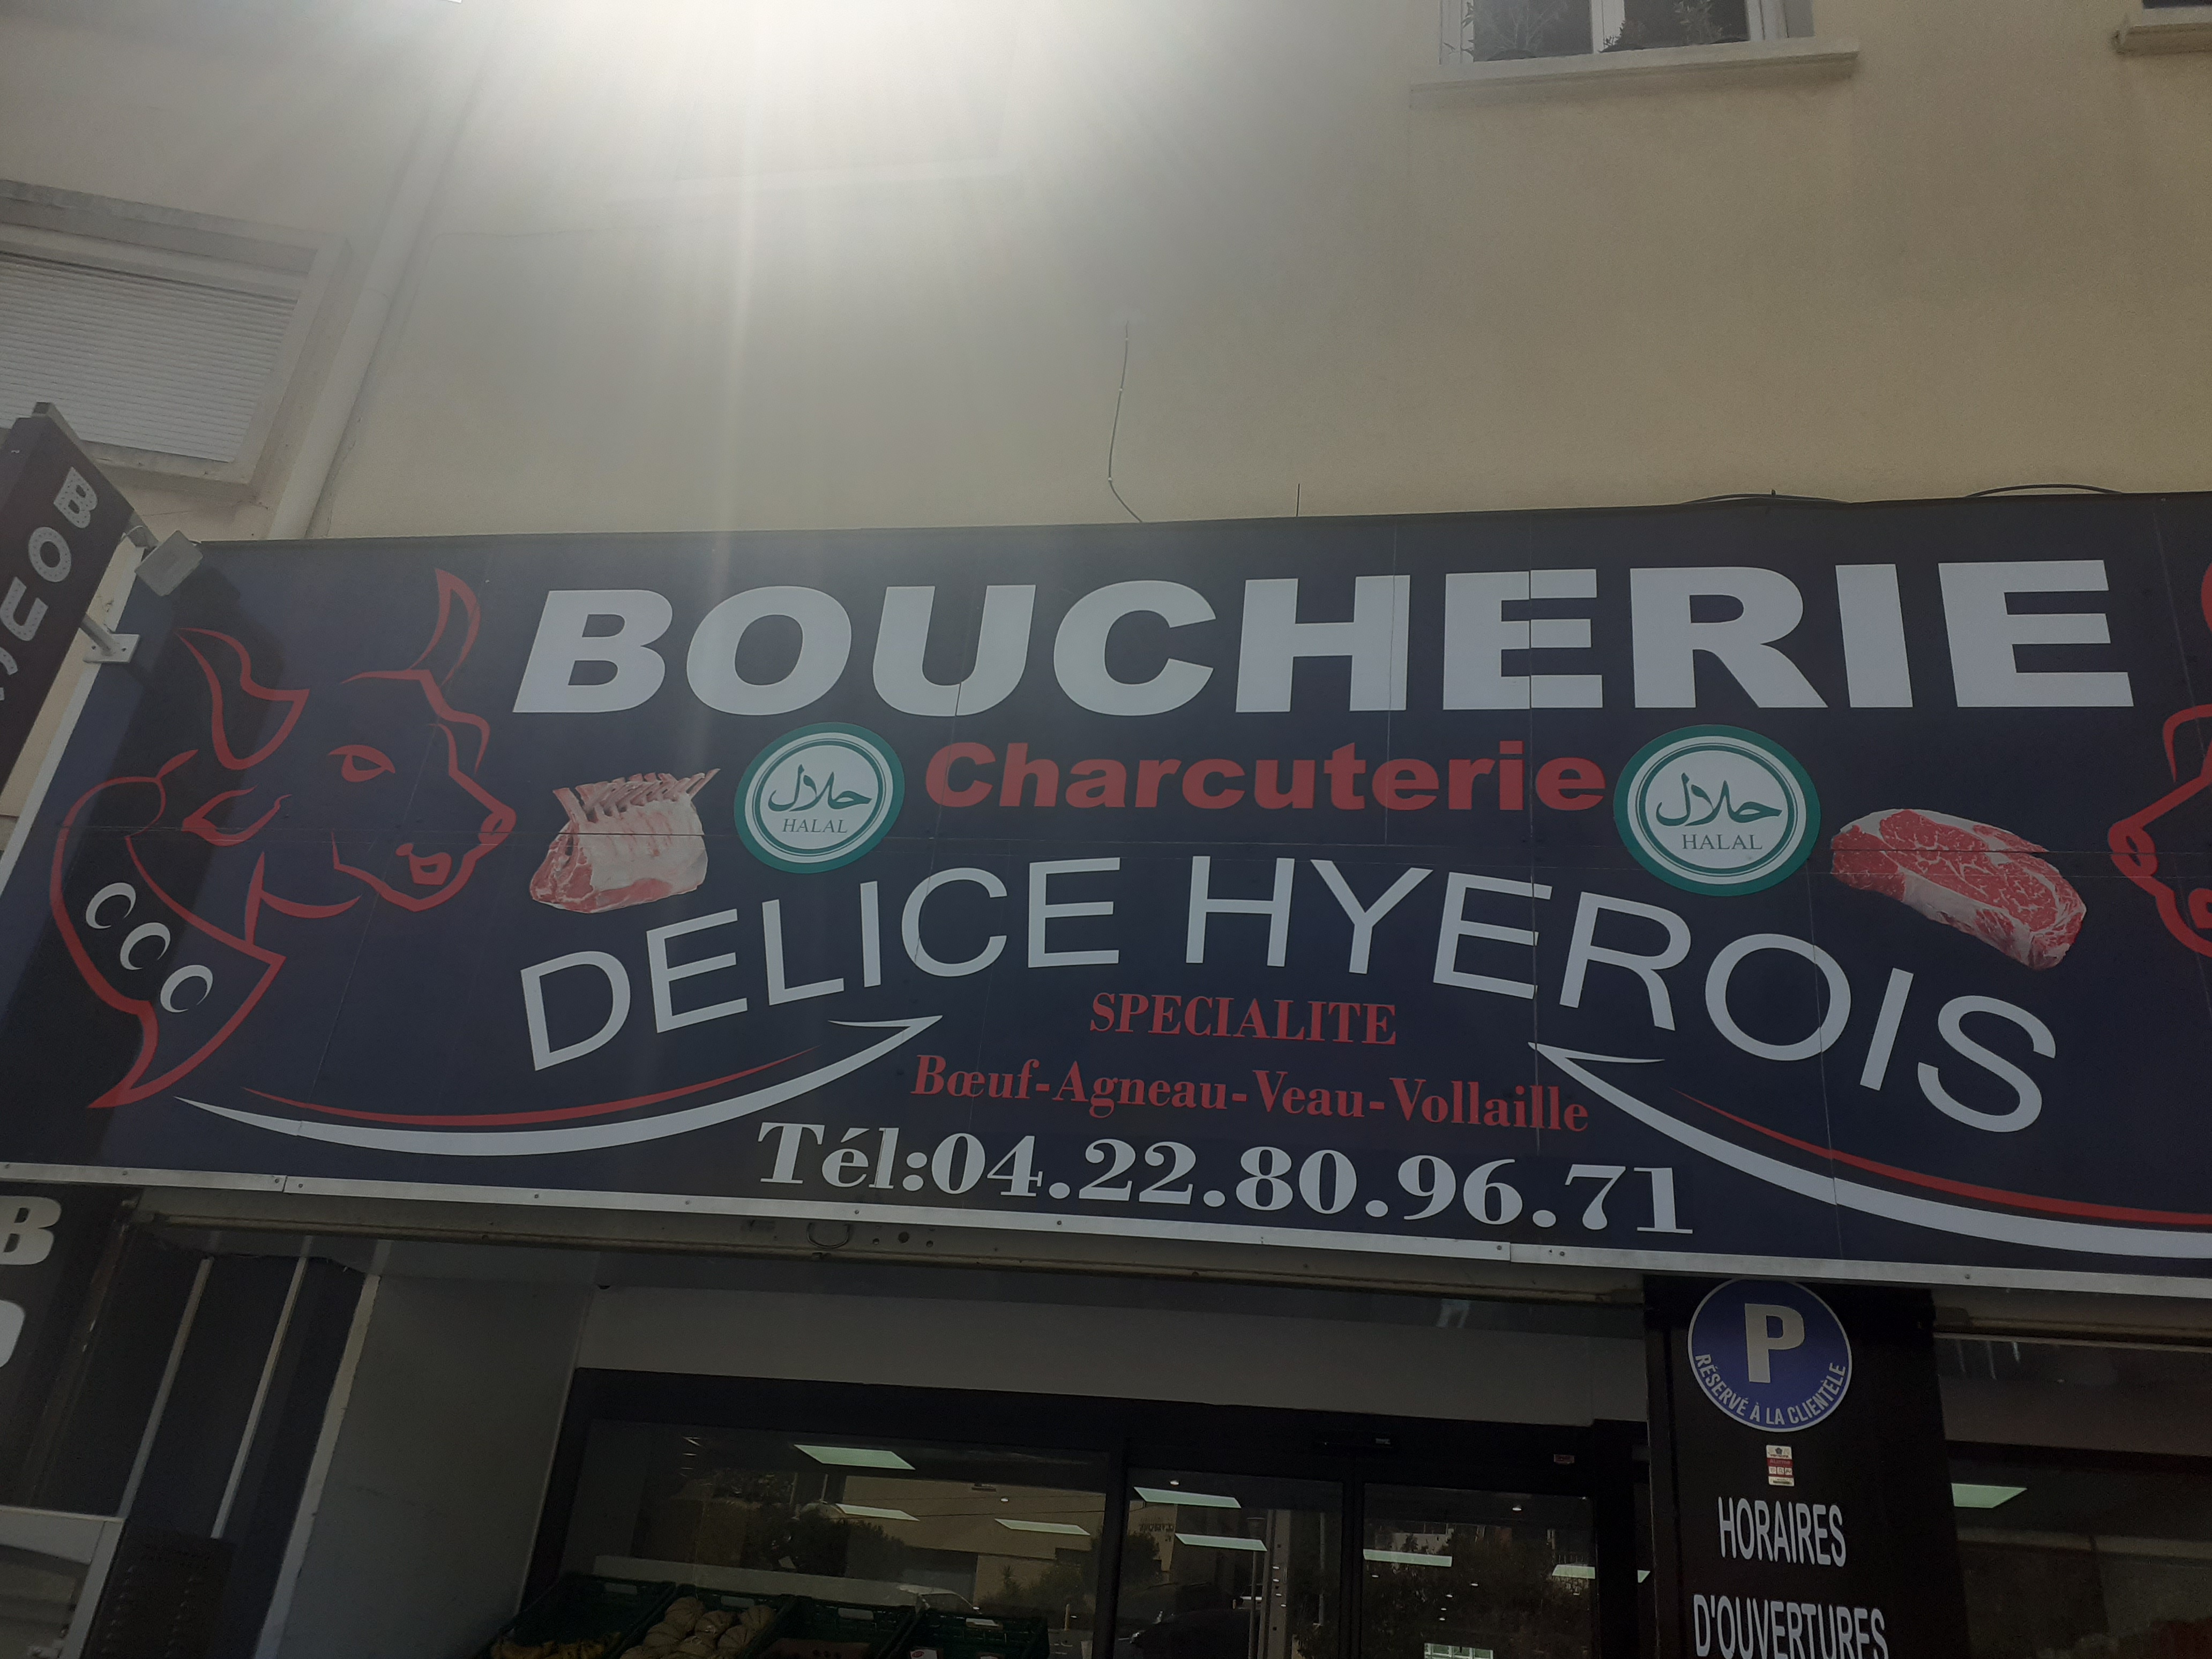 BOUCHERIE
Charcuterie
حلال
HALAL
حلال
HALAL
DELICE HYEROIS
SPECIALITE
Bœuf-Agneau-Veau-Vollaille
Tél:04.22.80.96.71
P
RÉSERVÉ À LA CLIENTÈLE
HORAIRES
D'OUVERTURES
BOU
B